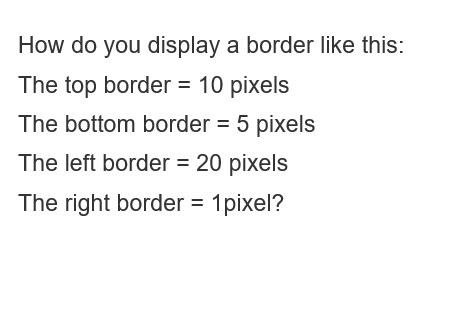 How do you display a border like this:
The top border = 10 pixels
The bottom border = 5 pixels
The left border = 20 pixels
The right border = 1pixel?